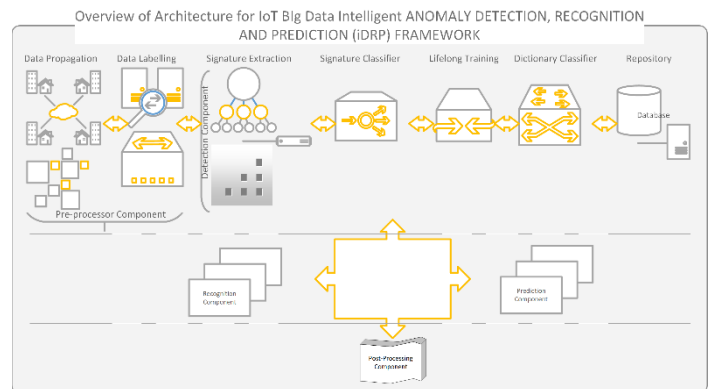 Overview of Architecture for IoT Big Data Intelligent ANOMALY DETECTION, RECOGNITION
AND PREDICTION (iDRP) FRAMEWORK
Data Propagation
Data Labelling
Signature Extraction
Signature Classifier
Lifelong Training
Dictionary Classifier
Repository
Detection Component
Database
Pre-processor Component
Recognition
Component
Prediction
Component
Post-Processing
Component